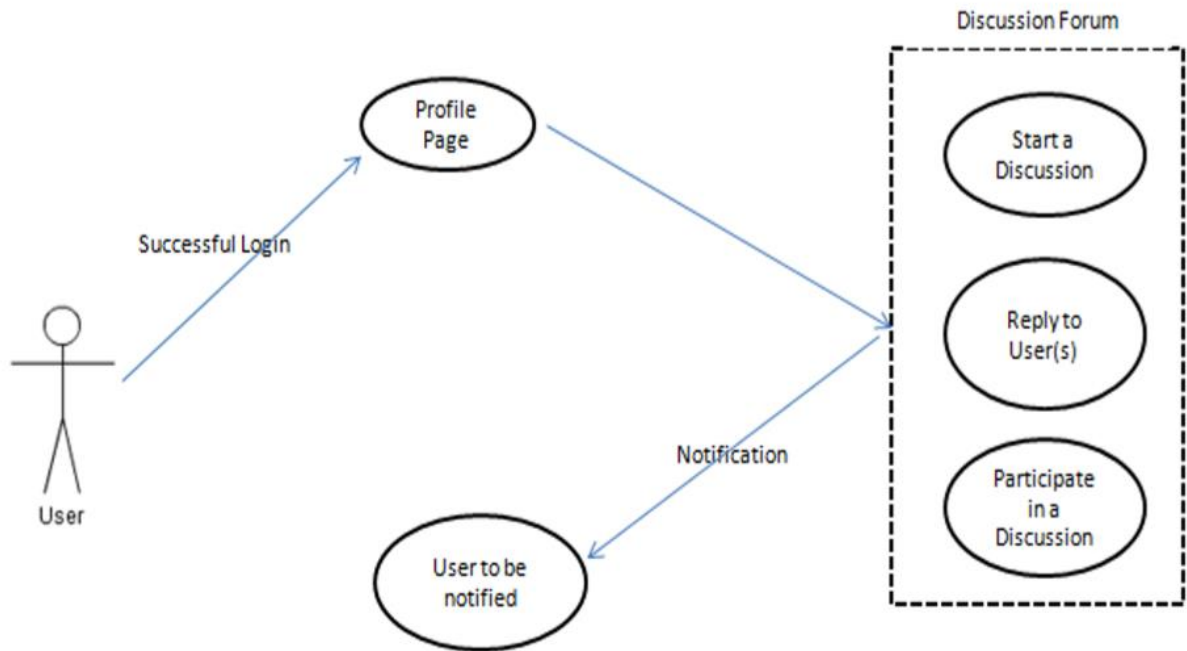 Discussion Forum
Profile
Page
Start a
Discussion
Successful Login
Reply to
User(s)
Notification
Participate
in a
Discussion
User
User to be
notified